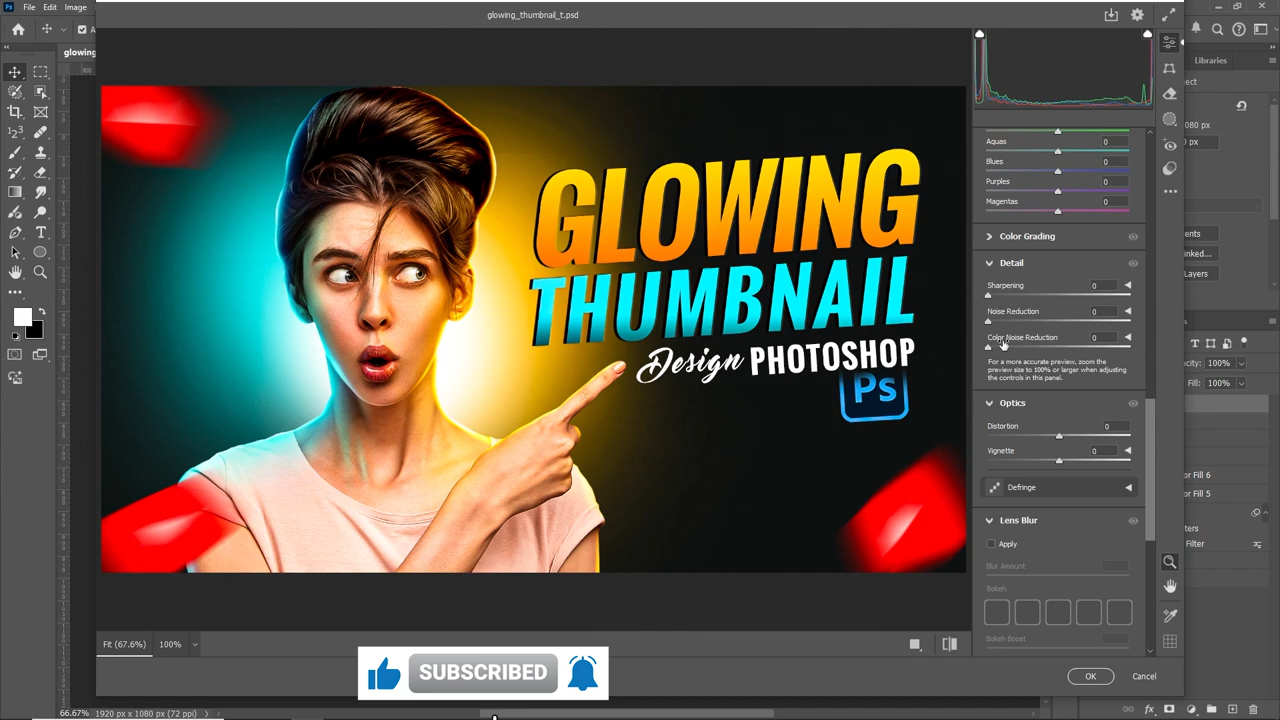 Ps File Edit Image
glowing_thumbnail_t.psd
glowing
Libraries
GLOWING
THUMBNAIL
Design PHOTOSHOP
Ps
Aquas 0
Blues 0
Purples 0
Magentas 0
Color Grading
Detail
Sharpening 0
Noise Reduction 0
Color Noise Reduction 0
For a more accurate preview, zoom the
preview size to 100% or larger when adjusting
the controls in this panel.
Optics
Distortion 0
Vignette 0
Defringe
Lens Blur
Apply
Blur Amount
Bokeh
Bokeh Boost
080 px
px
ents
inked...
Layers
acity: 100%
Fill: 100%
or Fill 6
or Fill 5
ters
Filter
Fit (67.6%) 100%
SUBSCRIBED
OK Cancel
66.67% 1920 px x 1080 px (72 ppi)